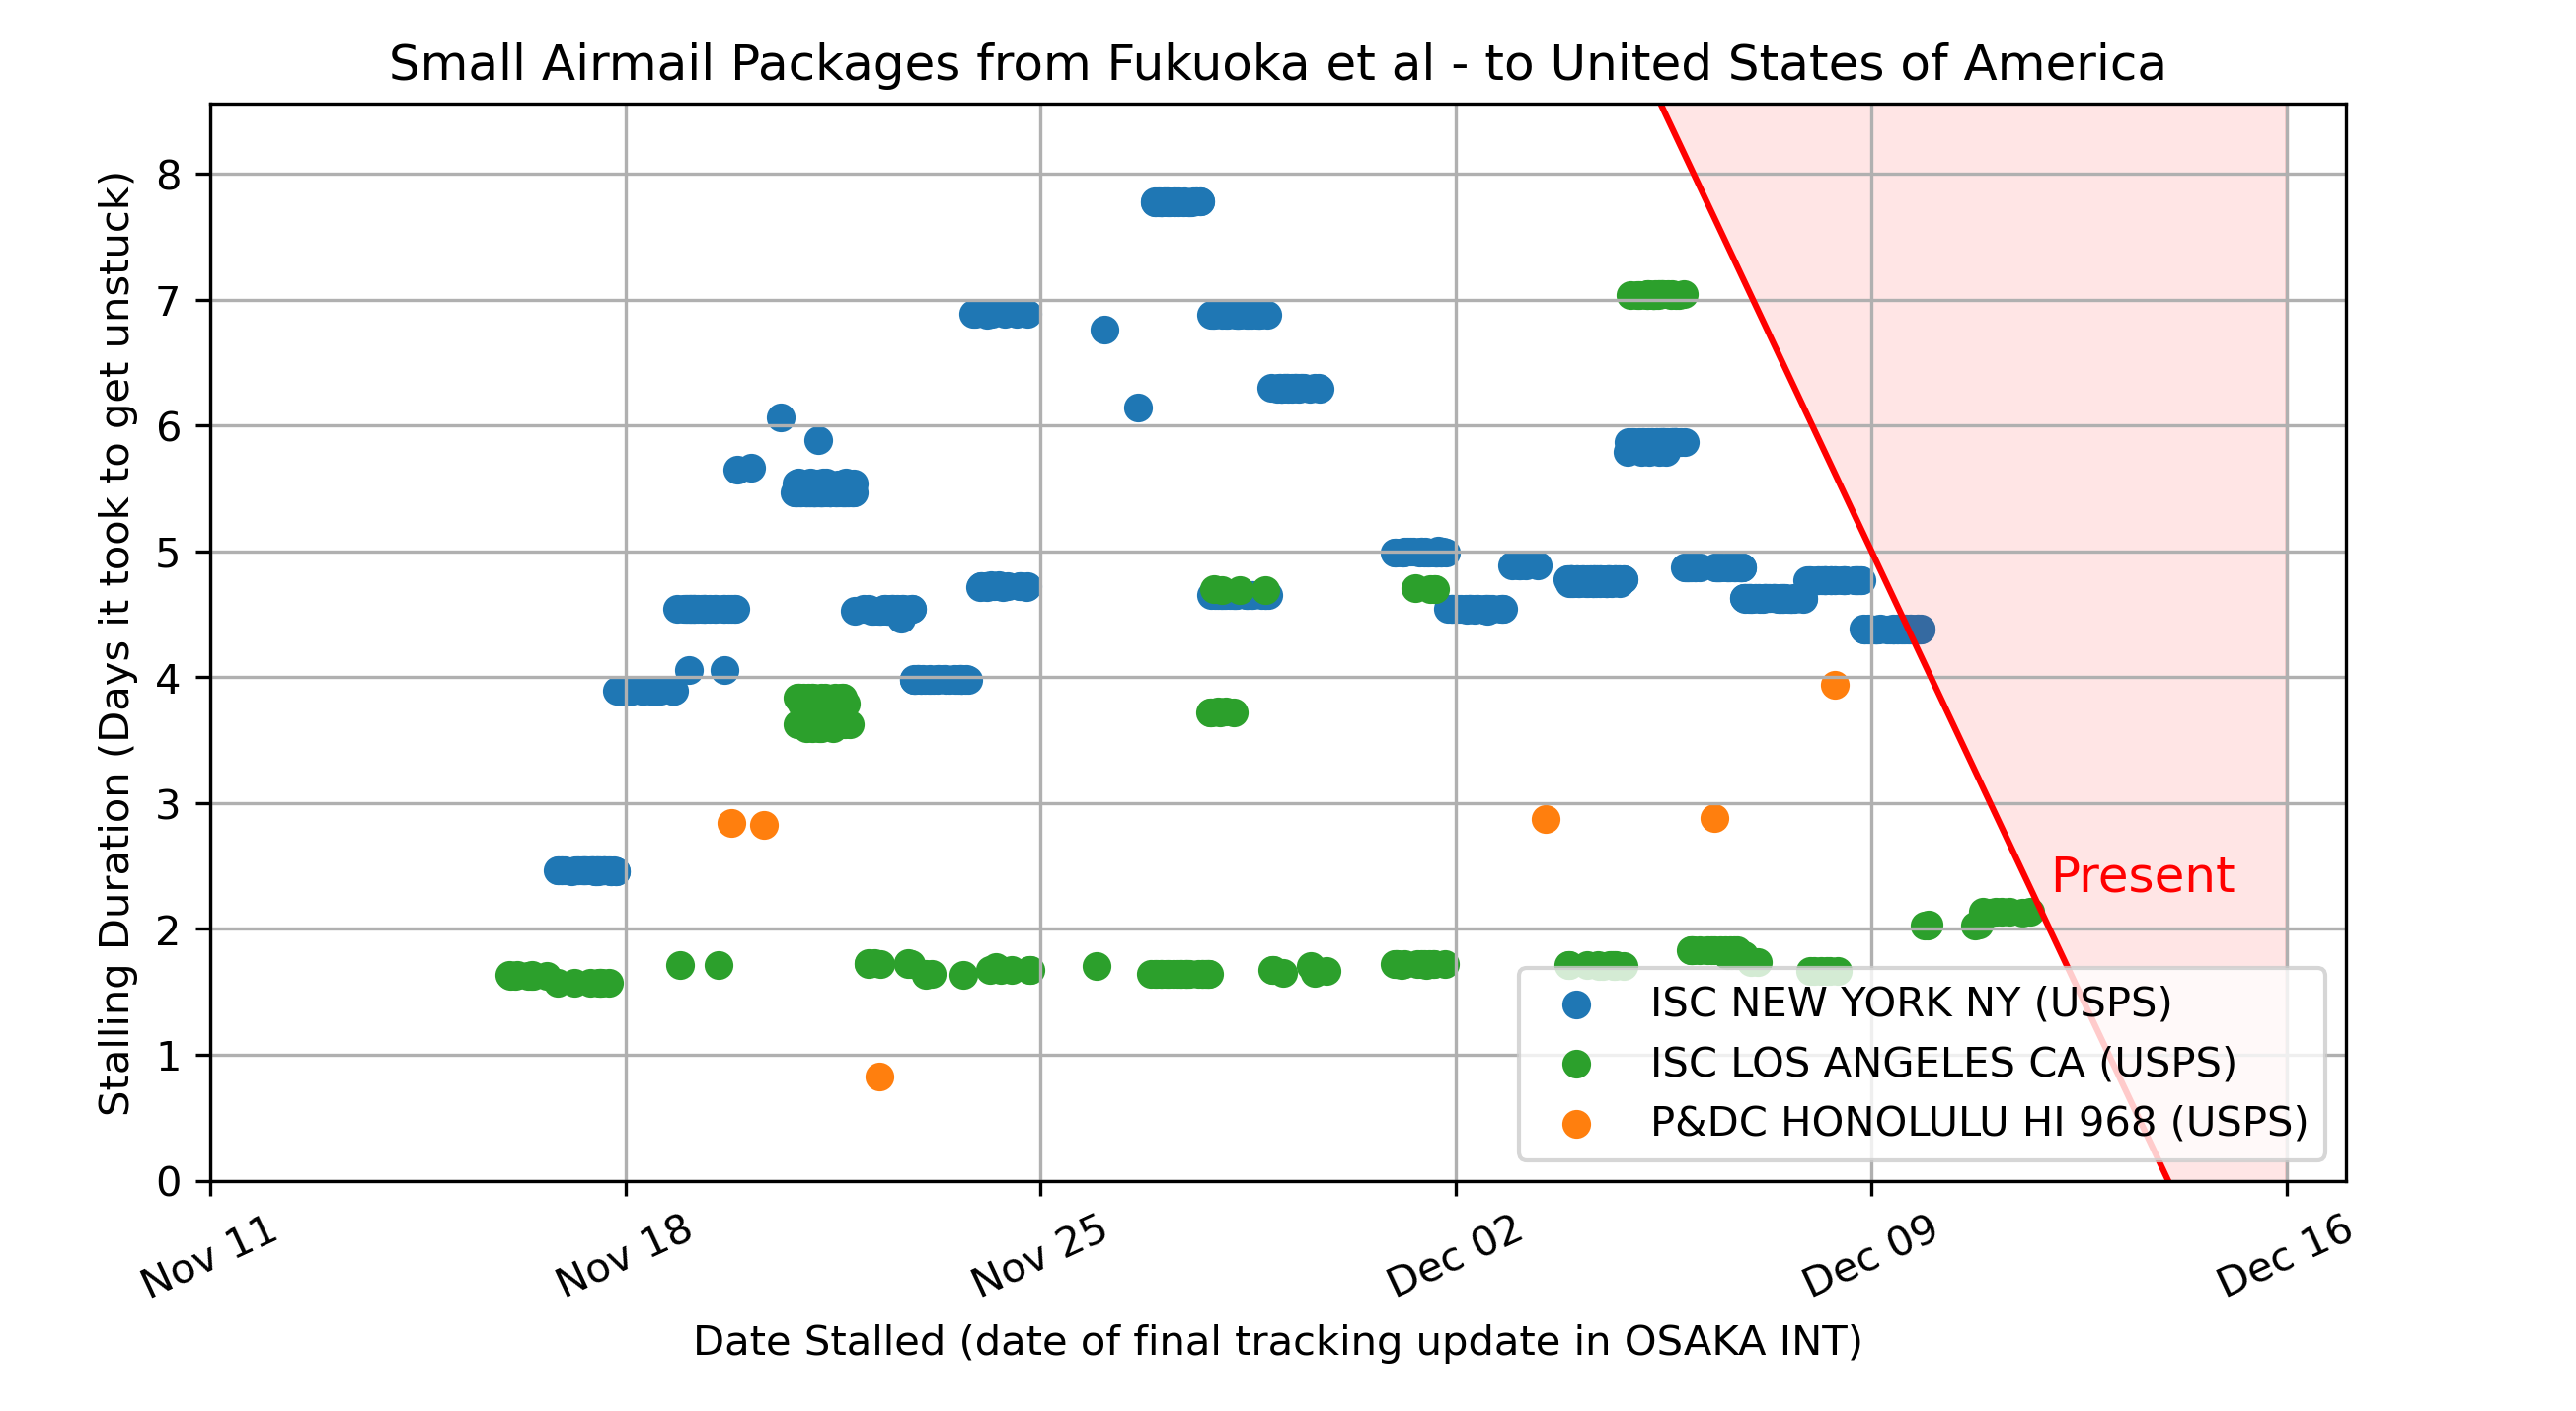 Small Airmail Packages from Fukuoka et al - to United States of America
Stalling Duration (Days it took to get unstuck)
8
7
6
5
4
3
2
1
0
Present
ISC NEW YORK NY (USPS)
ISC LOS ANGELES CA (USPS)
P&DC HONOLULU HI 968 (USPS)
Nov 11
Nov 18
Nov 25
Dec 02
Dec 09
Dec 16
Date Stalled (date of final tracking update in OSAKA INT)